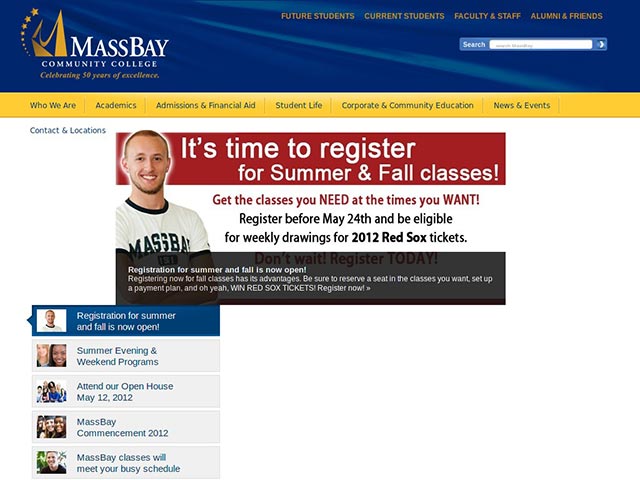 FUTURE STUDENTS CURRENT STUDENTS FACULTY & STAFF ALUMNI & FRIENDS
MASSBAY
COMMUNITY COLLEGE
Celebrating 50 years of excellence.
Search search MassBay
Who We Are Academics Admissions & Financial Aid Student Life Corporate & Community Education News & Events
Contact & Locations
It's time to register
for Summer & Fall classes!
Get the classes you NEED at the times you WANT!
Register before May 24th and be eligible
for weekly drawings for 2012 Red Sox tickets.
Don't wait! Register TODAY!
MASSBAY
Registration for summer and fall is now open!
Registering now for fall classes has its advantages. Be sure to reserve a seat in the classes you want, set up
a payment plan, and oh yeah, WIN RED SOX TICKETS! Register now! »
Registration for summer
and fall is now open!
Summer Evening &
Weekend Programs
Attend our Open House
May 12, 2012
MassBay
Commencement 2012
MassBay classes will
meet your busy schedule